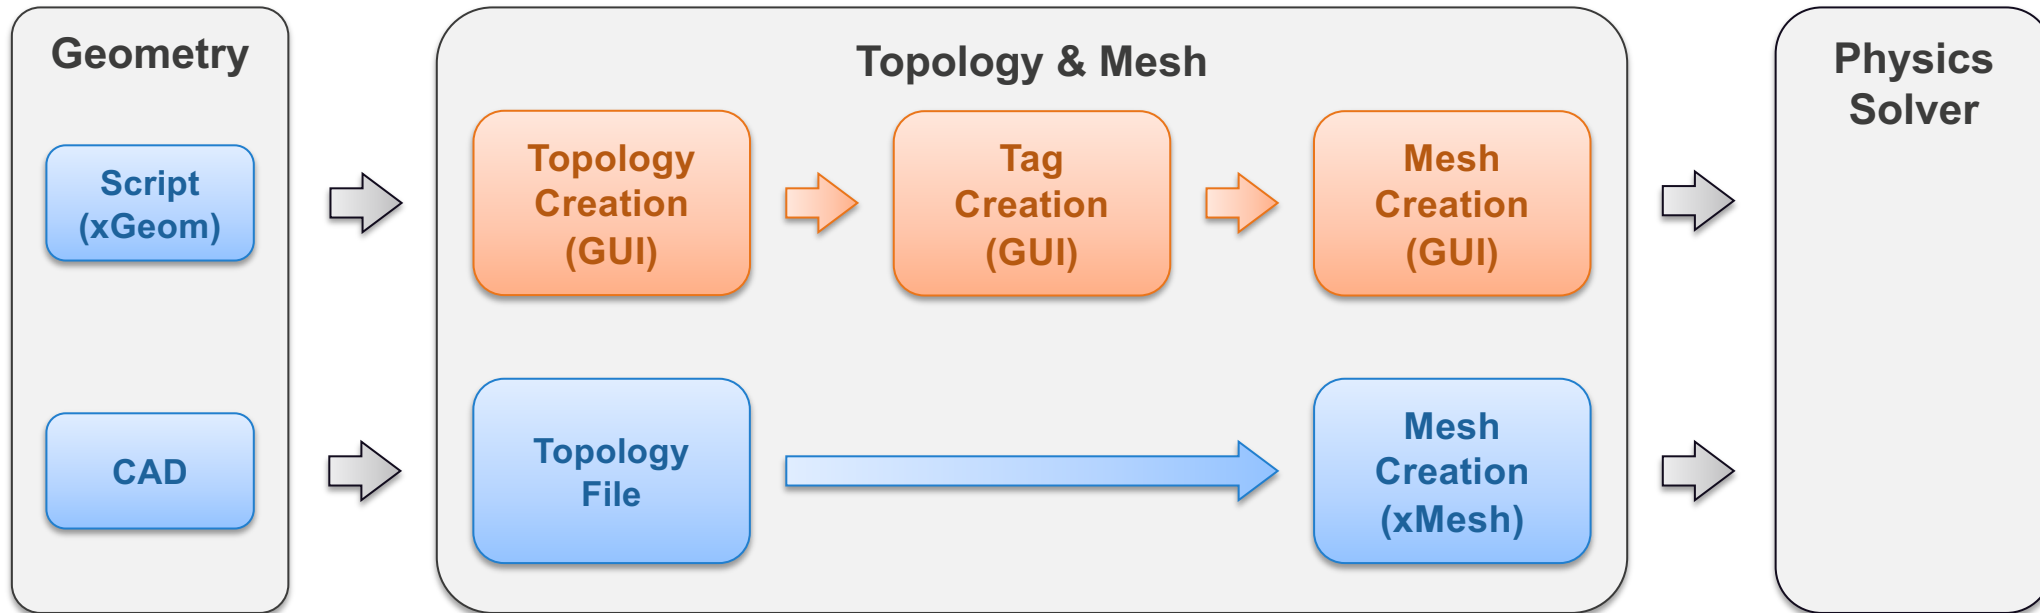 Geometry
Script
(xGeom)
CAD
Topology & Mesh
Topology
Creation
(GUI)
Tag
Creation
(GUI)
Mesh
Creation
(GUI)
Topology
File
Mesh
Creation
(xMesh)
Physics
Solver